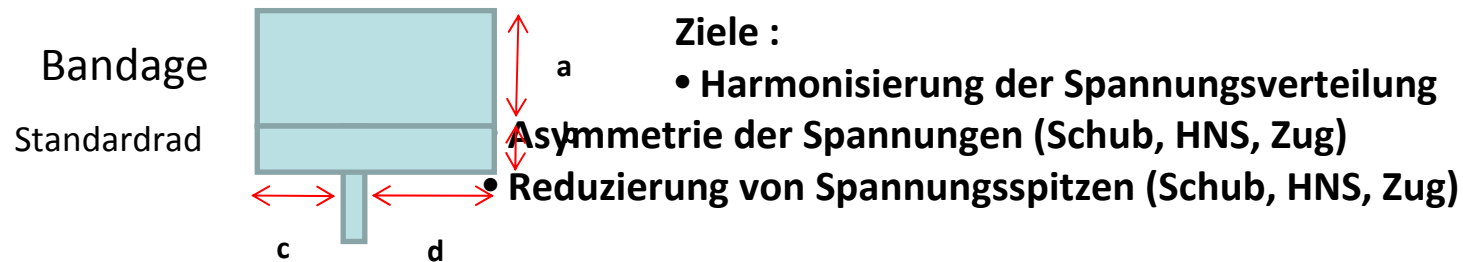 Ziele :
Bandage
a
• Harmonisierung der Spannungsverteilung
Standardrad
b
• Asymmetrie der Spannungen (Schub, HNS, Zug)
• Reduzierung von Spannungsspitzen (Schub, HNS, Zug)
c
d